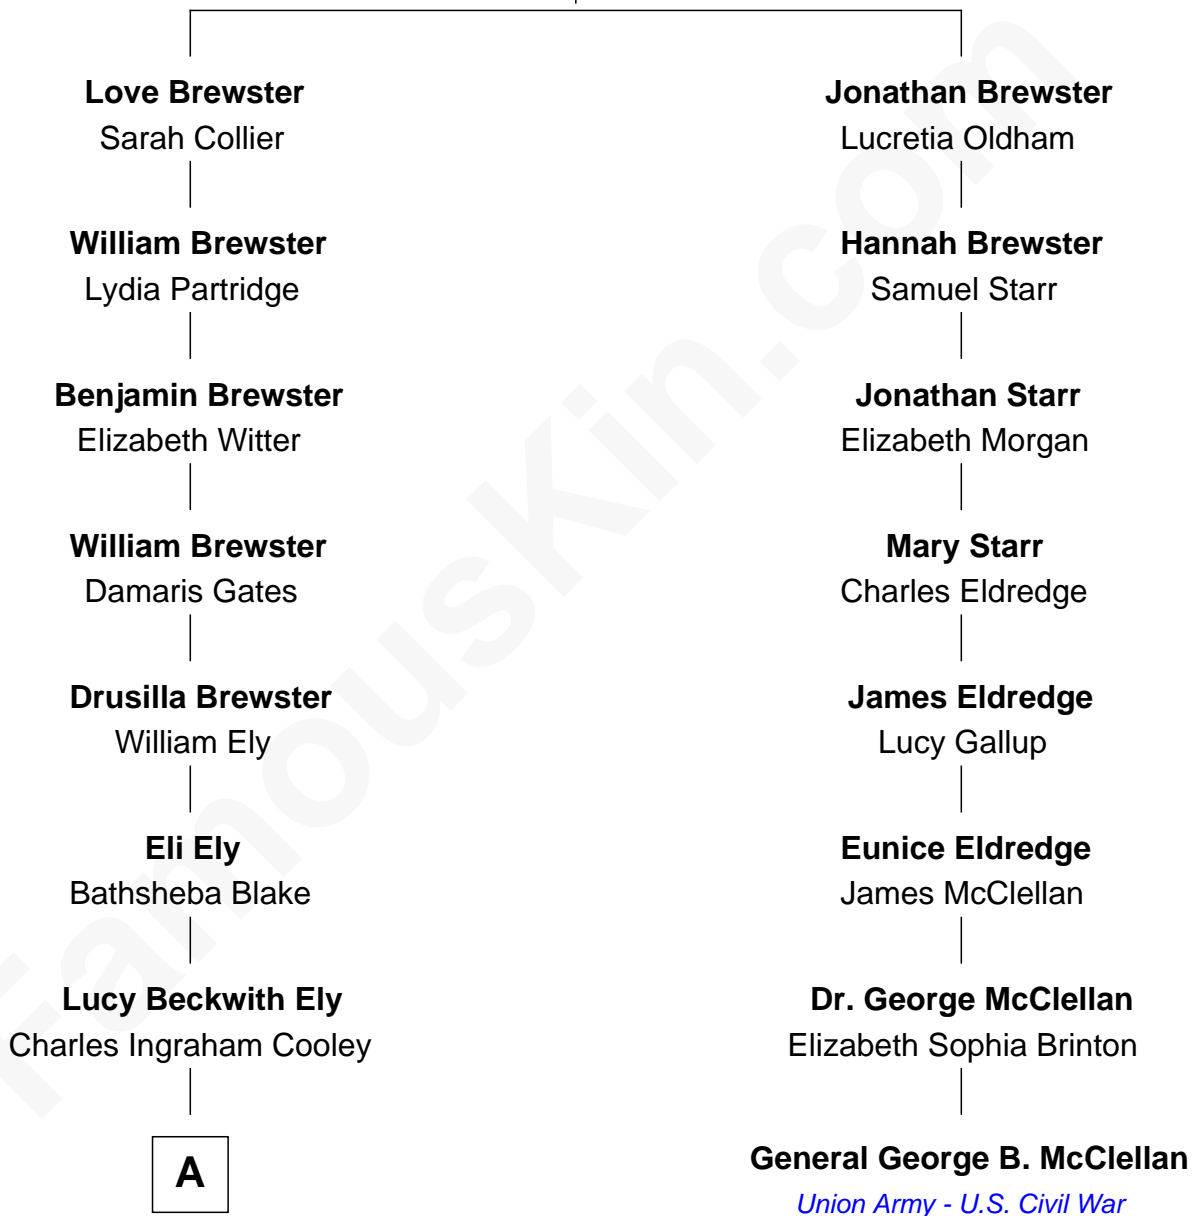 Love Brewster
Sarah Collier
William Brewster
Lydia Partridge
Benjamin Brewster
Elizabeth Witter
William Brewster
Damaris Gates
Drusilla Brewster
William Ely
Eli Ely
Bathsheba Blake
Lucy Beckwith Ely
Charles Ingraham Cooley
A
Jonathan Brewster
Lucretia Oldham
Hannah Brewster
Samuel Starr
Jonathan Starr
Elizabeth Morgan
Mary Starr
Charles Eldredge
James Eldredge
Lucy Gallup
Eunice Eldredge
James McClellan
Dr. George McClellan
Elizabeth Sophia Brinton
General George B. McClellan
Union Army - U.S. Civil War
FamousKin.com